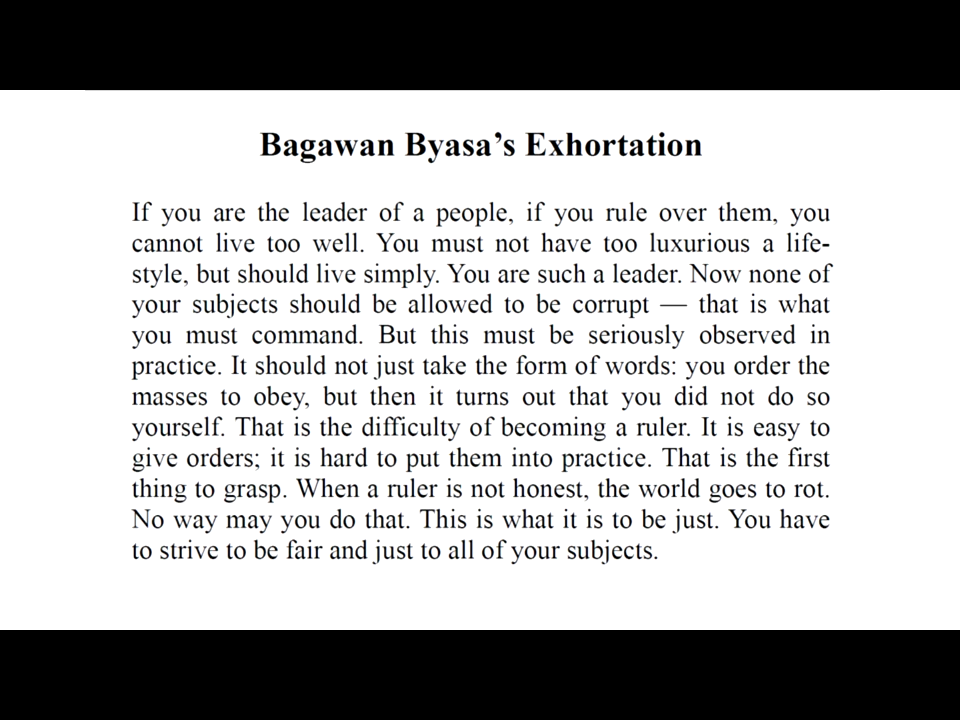 Bagawan Byasa’s Exhortation
If you are the leader of a people, if you rule over them, you
cannot live too well. You must not have too luxurious a life-
style, but should live simply. You are such a leader. Now none of
your subjects should be allowed to be corrupt — that is what
you must command. But this must be seriously observed in
practice. It should not just take the form of words: you order the
masses to obey, but then it turns out that you did not do so
yourself. That is the difficulty of becoming a ruler. It is easy to
give orders; it is hard to put them into practice. That is the first
thing to grasp. When a ruler is not honest, the world goes to rot.
No way may you do that. This is what it is to be just. You have
to strive to be fair and just to all of your subjects.